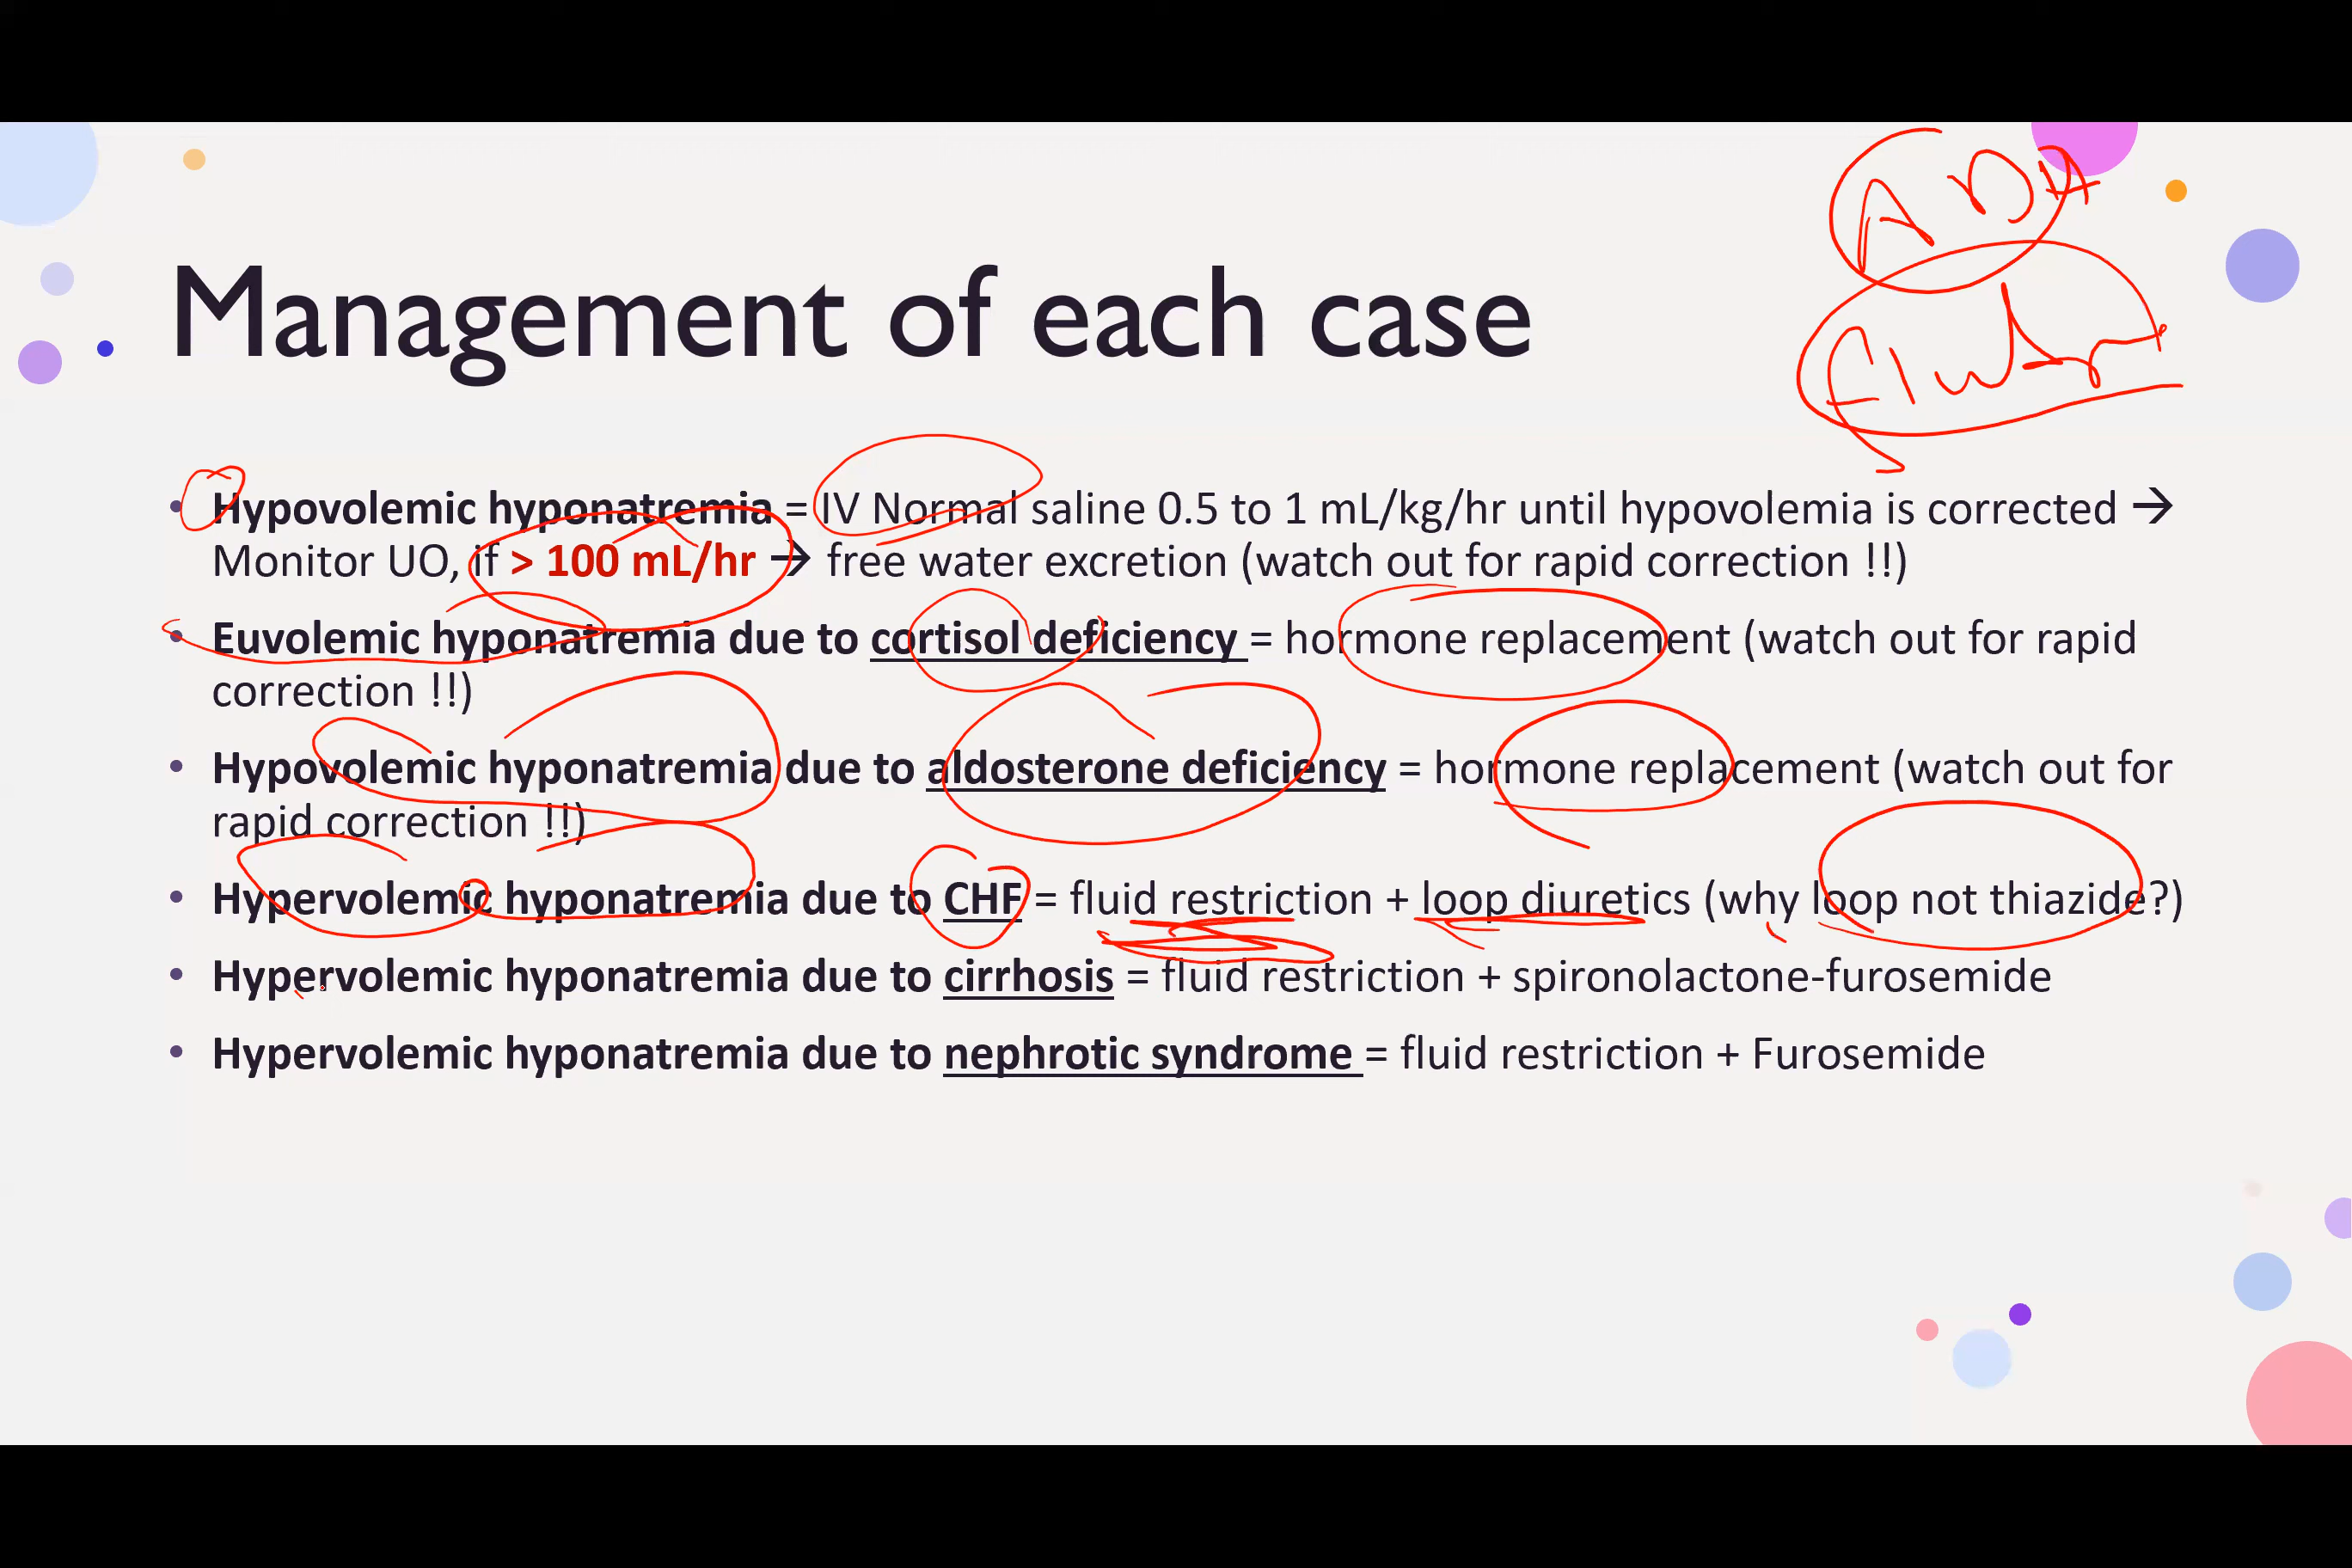 ADH
Management of each case
• Hypovolemic hyponatremia = IV Normal saline 0.5 to 1 mL/kg/hr until hypovolemia is corrected →
Monitor UO, if > 100 mL/hr → free water excretion (watch out for rapid correction !!)
• Euvolemic hyponatremia due to cortisol deficiency = hormone replacement (watch out for rapid
correction !!)
• Hypovolemic hyponatremia due to aldosterone deficiency = hormone replacement (watch out for
rapid correction !!)
• Hypervolemic hyponatremia due to CHF = fluid restriction + loop diuretics (why loop not thiazide?)
• Hypervolemic hyponatremia due to cirrhosis = fluid restriction + spironolactone-furosemide
• Hypervolemic hyponatremia due to nephrotic syndrome = fluid restriction + Furosemide